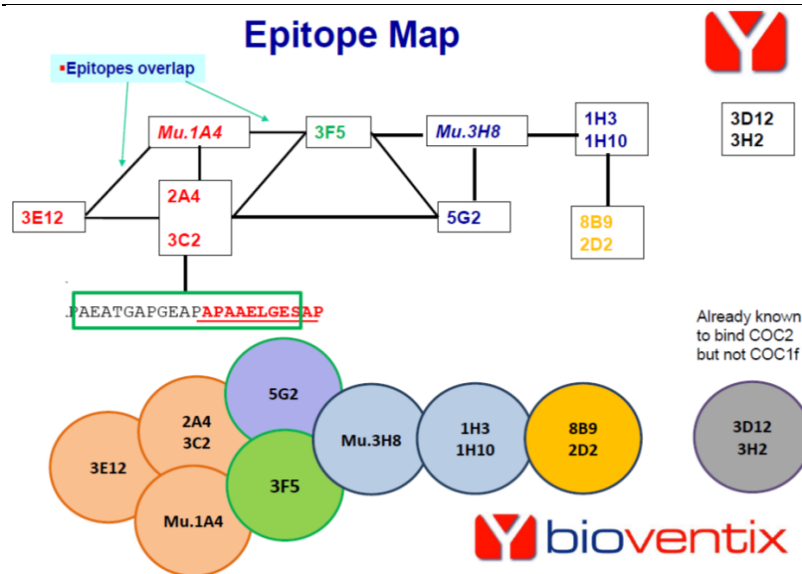 Epitope Map
▪Epitopes overlap
Mu.1A4
3F5
Mu.3H8
1H3
1H10
3D12
3H2
3E12
2A4
3C2
5G2
8B9
2D2
.PAEATGAPGEAPAPAAELGESAP
Already known
to bind COC2
but not COC1f
5G2
2A4
3C2
3E12
3F5
Mu.1A4
Mu.3H8
1H3
1H10
8B9
2D2
3D12
3H2
bioventix